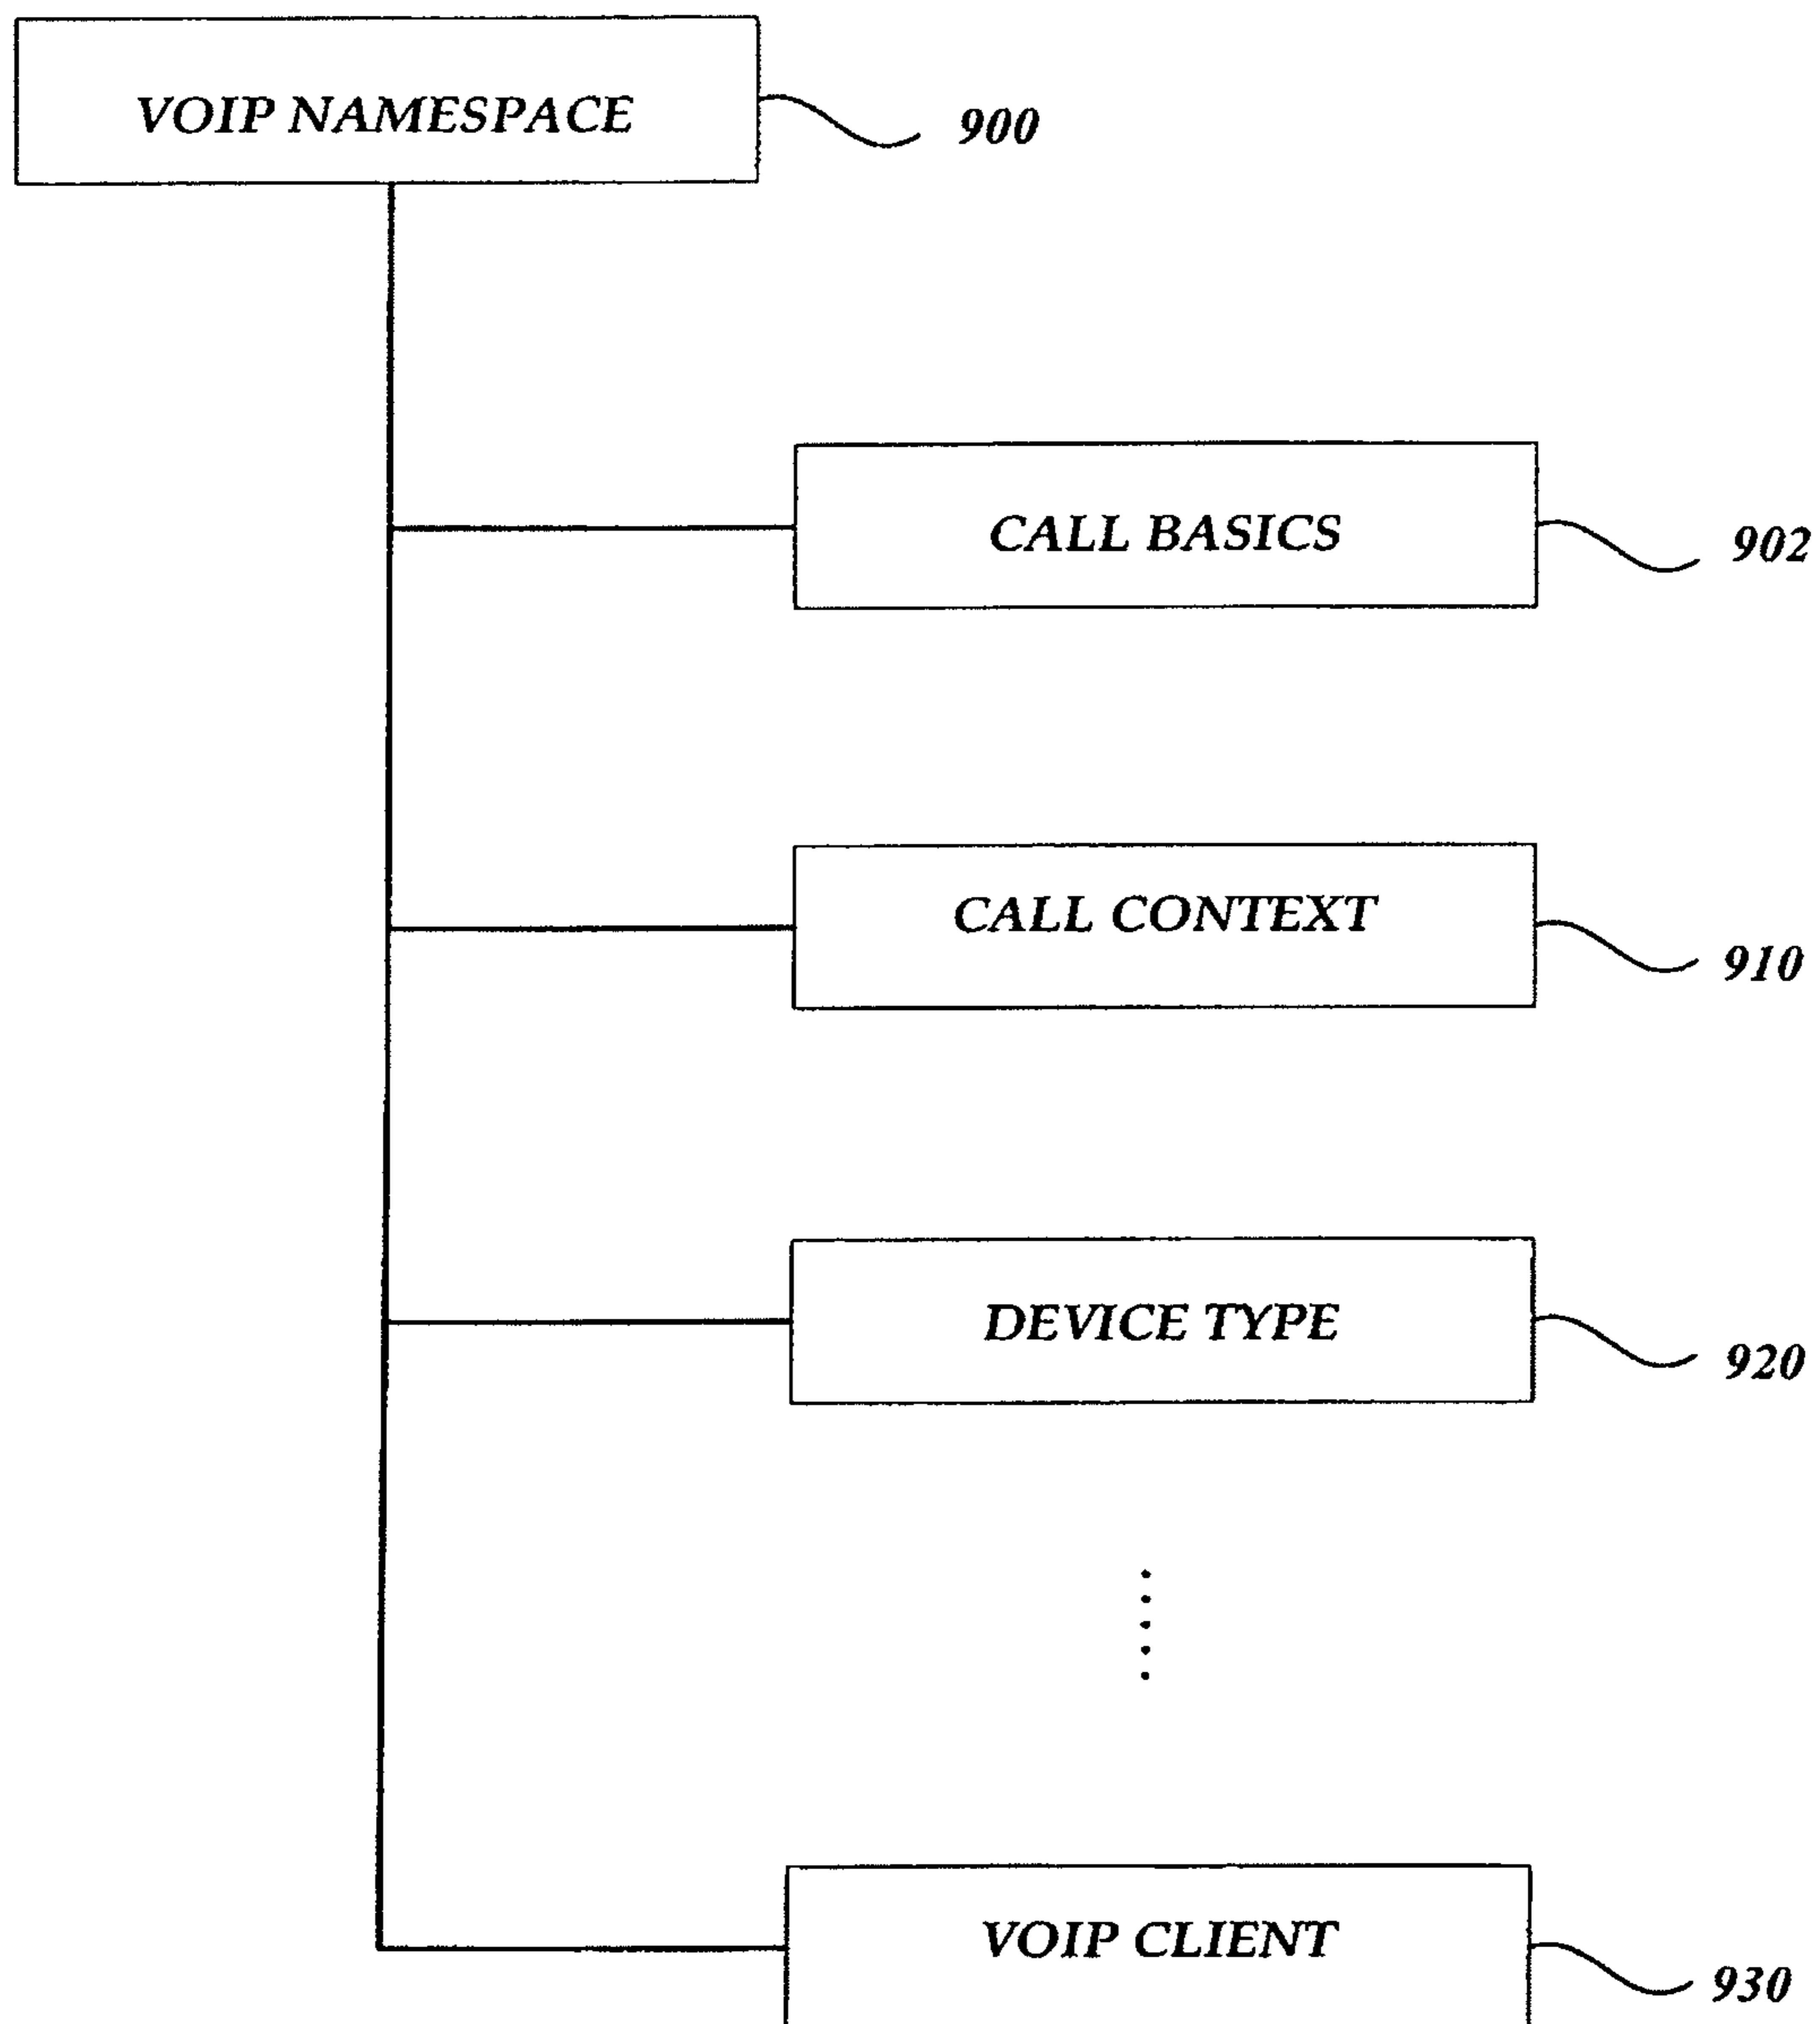 VOIP NAMESPACE
900
CALL BASICS
902
CALL CONTEXT
910
DEVICE TYPE
920
VOIP CLIENT
930